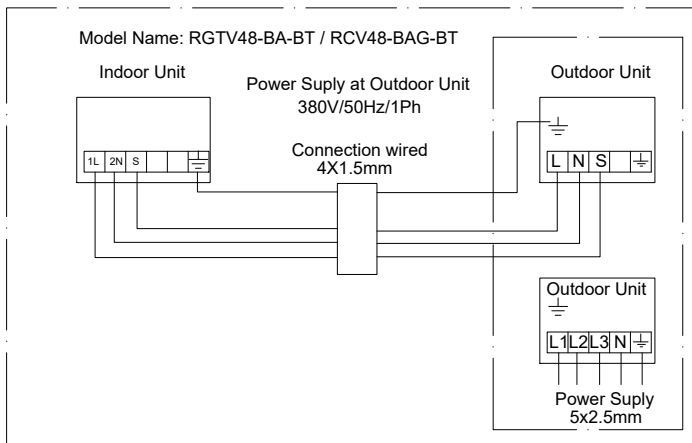 Model Name: RGTV48-BA-BT / RCV48-BAG-BT
Indoor Unit
Power Suply at Outdoor Unit
380V/50Hz/1Ph
Outdoor Unit
Connection wired
4X1.5mm
1L 2N S
L N S
Outdoor Unit
L1 L2 L3 N
Power Suply
5x2.5mm